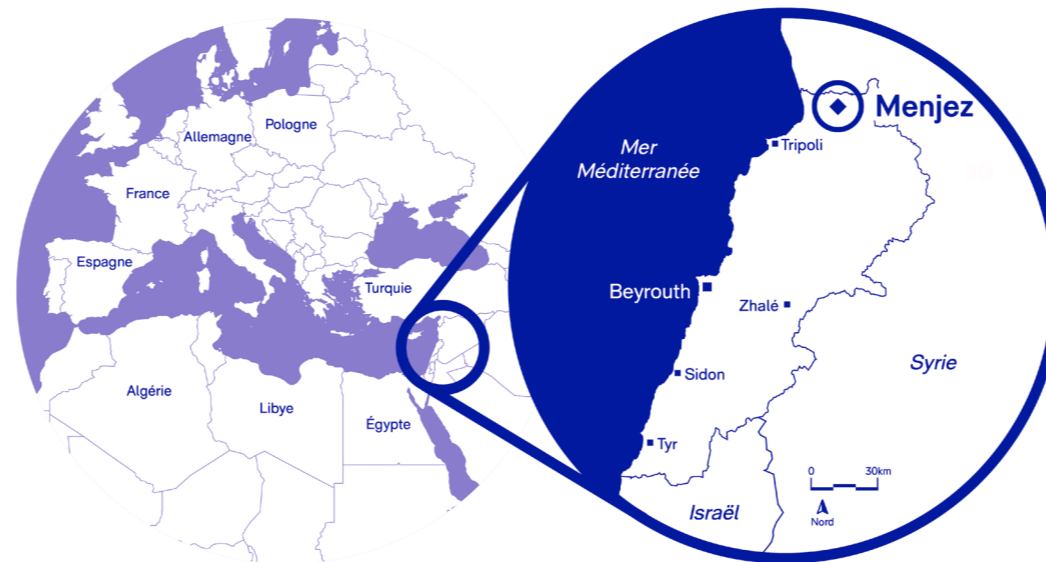 Pologne
Allemagne
France
Espagne
Turquie
Algérie
Libye
Égypte
Mer
Méditerranée
Menjez
Tripoli
Beyrouth
Zhalé
Sidon
Syrie
Tyr
Israël
0 30km
Nord